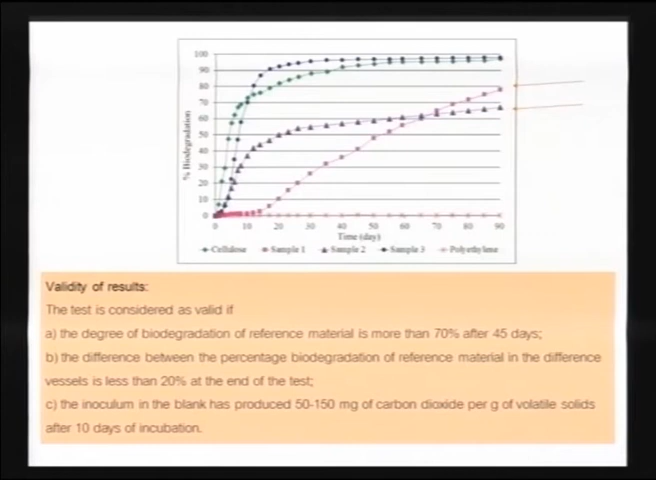 100
90
80
70
60
50
40
30
20
10
0
% Biodegradation
0 10 20 30 40 50 60 70 80 90
Time (day)
Cellulose Sample 1 Sample 2 Sample 3 Polyethylene
Validity of results:
The test is considered as valid if
a) the degree of biodegradation of reference material is more than 70% after 45 days;
b) the difference between the percentage biodegradation of reference material in the difference
vessels is less than 20% at the end of the test;
c) the inoculum in the blank has produced 50-150 mg of carbon dioxide per g of volatile solids
after 10 days of incubation.